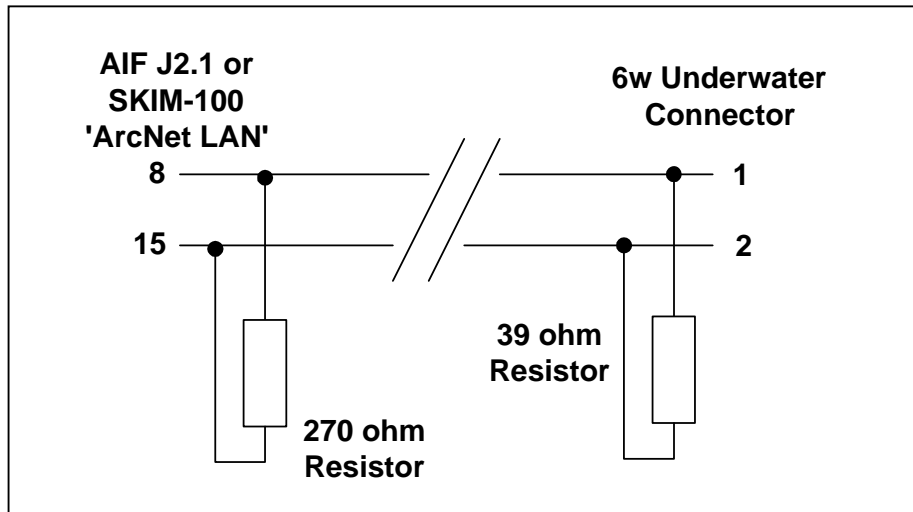 AIF J2.1 or
SKIM-100
'ArcNet LAN'
8
15
6w Underwater
Connector
1
2
270 ohm
Resistor
39 ohm
Resistor